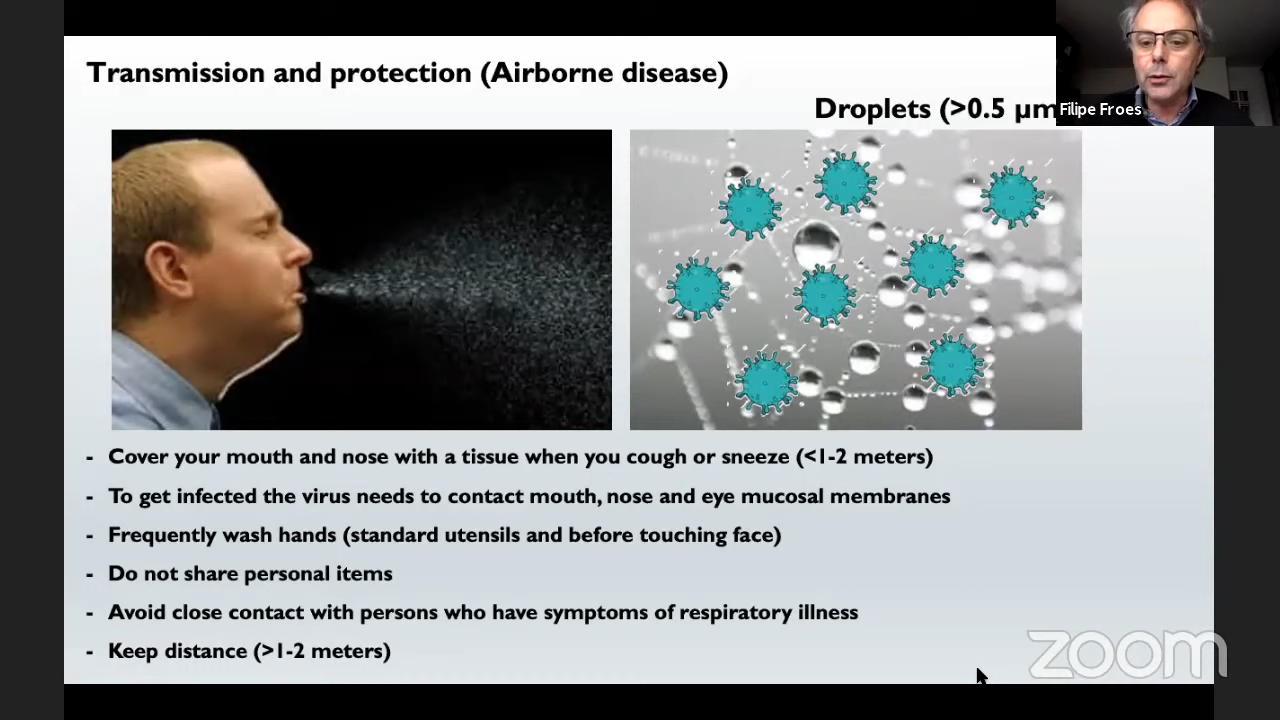 Transmission and protection (Airborne disease)
Droplets (>0.5 µm
Filipe Froes
- Cover your mouth and nose with a tissue when you cough or sneeze (<1-2 meters)
- To get infected the virus needs to contact mouth, nose and eye mucosal membranes
- Frequently wash hands (standard utensils and before touching face)
- Do not share personal items
- Avoid close contact with persons who have symptoms of respiratory illness
- Keep distance (>1-2 meters)
zoom